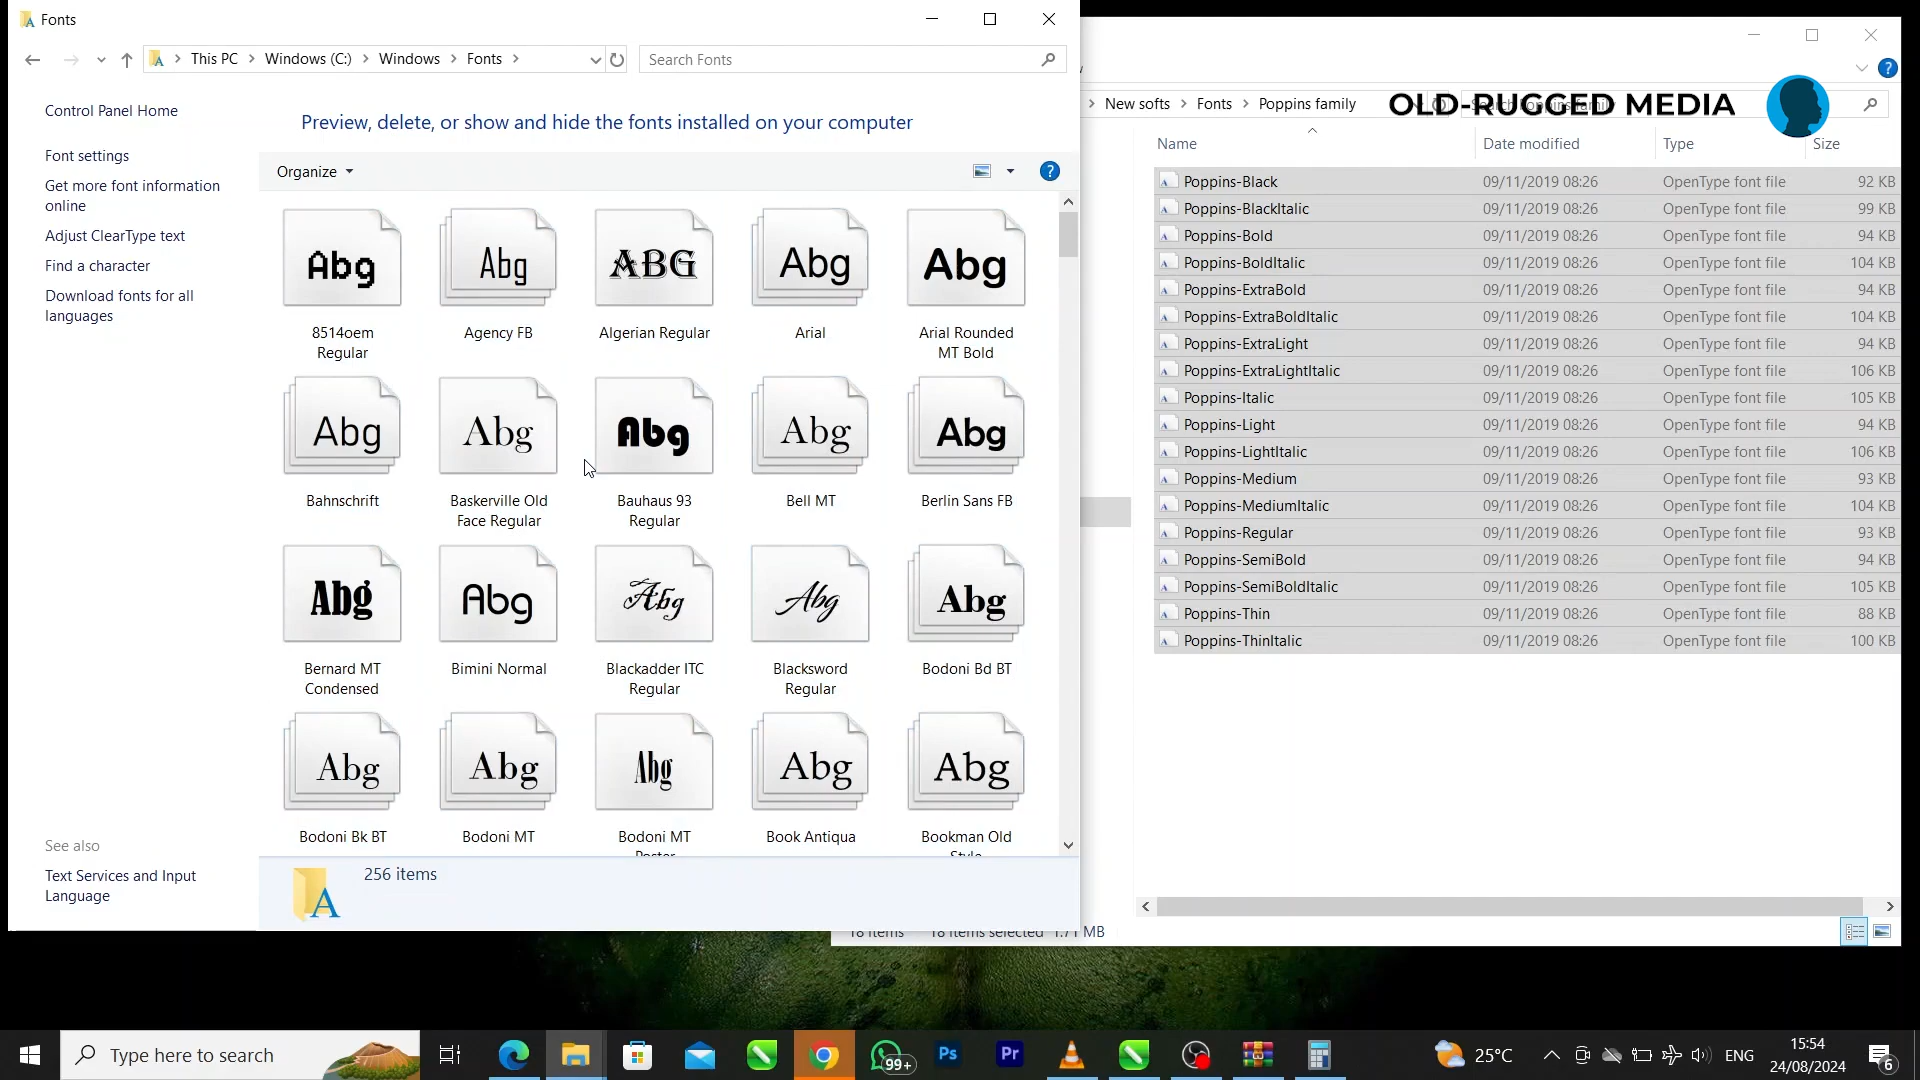 Fonts
This PC
Windows (C:)
Windows
Fonts
Search Fonts
Control Panel Home
Font settings
Get more font information
online
Adjust ClearType text
Find a character
Download fonts for all
languages
See also
Text Services and Input
Language
Preview, delete, or show and hide the fonts installed on your computer
Organize
?
Abg
8514oem
Regular
Abg
Agency FB
ABG
Algerian Regular
Abg
Arial
Abg
Arial Rounded
MT Bold
Abg
Bahnschrift
Abg
Baskerville Old
Face Regular
Abg
Bauhaus 93
Regular
Abg
Bell MT
Abg
Berlin Sans FB
Abg
Bernard MT
Condensed
Abg
Bimini Normal
Abg
Blackadder ITC
Regular
Abg
Blacksword
Regular
Abg
Bodoni Bd BT
Abg
Bodoni Bk BT
Abg
Bodoni MT
Abg
Bodoni MT
Poster
Abg
Book Antiqua
Abg
Bookman Old
Style
A
256 items
?
New softs
Fonts
Poppins family
OLD-RUGGED MEDIA
Name Date modified Type Size
Poppins-Black 09/11/2019 08:26 OpenType font file 92 KB
Poppins-BlackItalic 09/11/2019 08:26 OpenType font file 99 KB
Poppins-Bold 09/11/2019 08:26 OpenType font file 94 KB
Poppins-BoldItalic 09/11/2019 08:26 OpenType font file 104 KB
Poppins-ExtraBold 09/11/2019 08:26 OpenType font file 94 KB
Poppins-ExtraBoldItalic 09/11/2019 08:26 OpenType font file 104 KB
Poppins-ExtraLight 09/11/2019 08:26 OpenType font file 94 KB
Poppins-ExtraLightItalic 09/11/2019 08:26 OpenType font file 106 KB
Poppins-Italic 09/11/2019 08:26 OpenType font file 105 KB
Poppins-Light 09/11/2019 08:26 OpenType font file 94 KB
Poppins-LightItalic 09/11/2019 08:26 OpenType font file 106 KB
Poppins-Medium 09/11/2019 08:26 OpenType font file 93 KB
Poppins-MediumItalic 09/11/2019 08:26 OpenType font file 104 KB
Poppins-Regular 09/11/2019 08:26 OpenType font file 93 KB
Poppins-SemiBold 09/11/2019 08:26 OpenType font file 94 KB
Poppins-SemiBoldItalic 09/11/2019 08:26 OpenType font file 105 KB
Poppins-Thin 09/11/2019 08:26 OpenType font file 88 KB
Poppins-ThinItalic 09/11/2019 08:26 OpenType font file 100 KB
18 items 18 items selected 1.71 MB
Type here to search
99+
Ps
Pr
25°C
ENG
15:54
24/08/2024
6